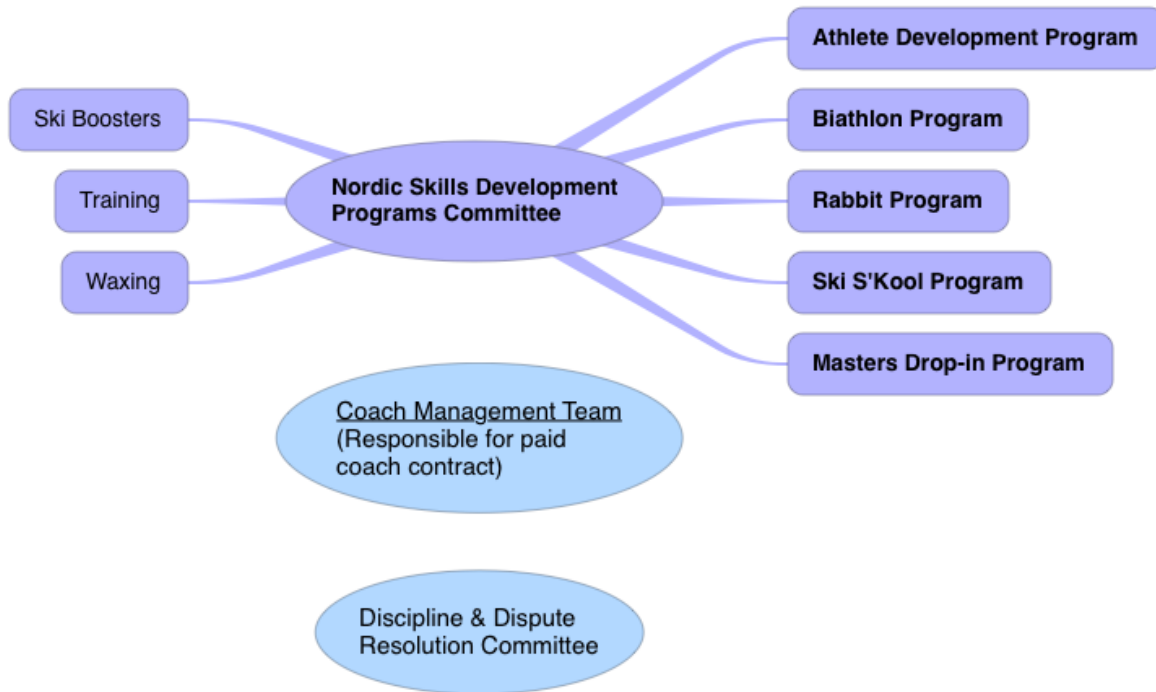 Athlete Development Program
Ski Boosters
Biathlon Program
Nordic Skills Development
Programs Committee
Training
Rabbit Program
Waxing
Ski S'Kool Program
Masters Drop-in Program
Coach Management Team
(Responsible for paid
coach contract)
Discipline & Dispute
Resolution Committee